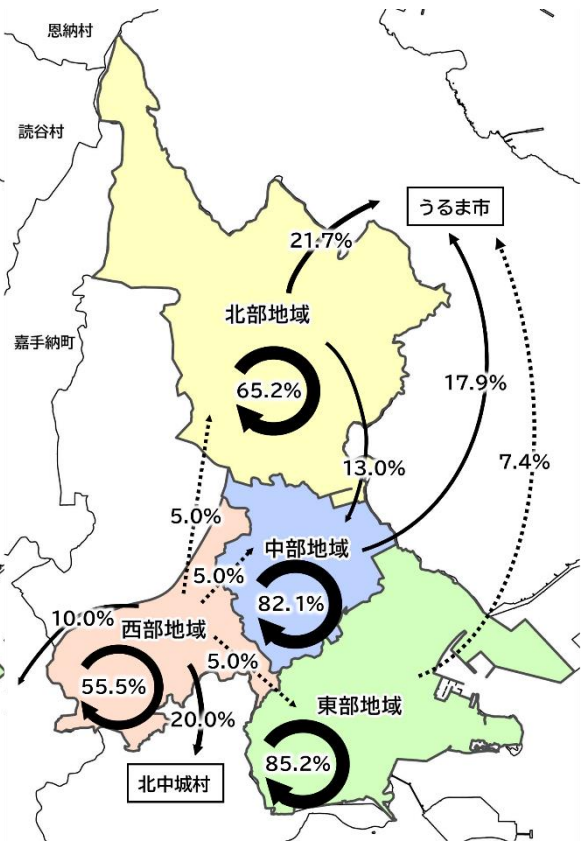 恩納村
読谷村
うるま市
21.7%
北部地域
嘉手納町
65.2%
17.9%
13.0%
7.4%
5.0%
中部地域
5.0%
82.1%
10.0%
西部地域
5.0%
55.5%
東部地域
20.0%
85.2%
北中城村